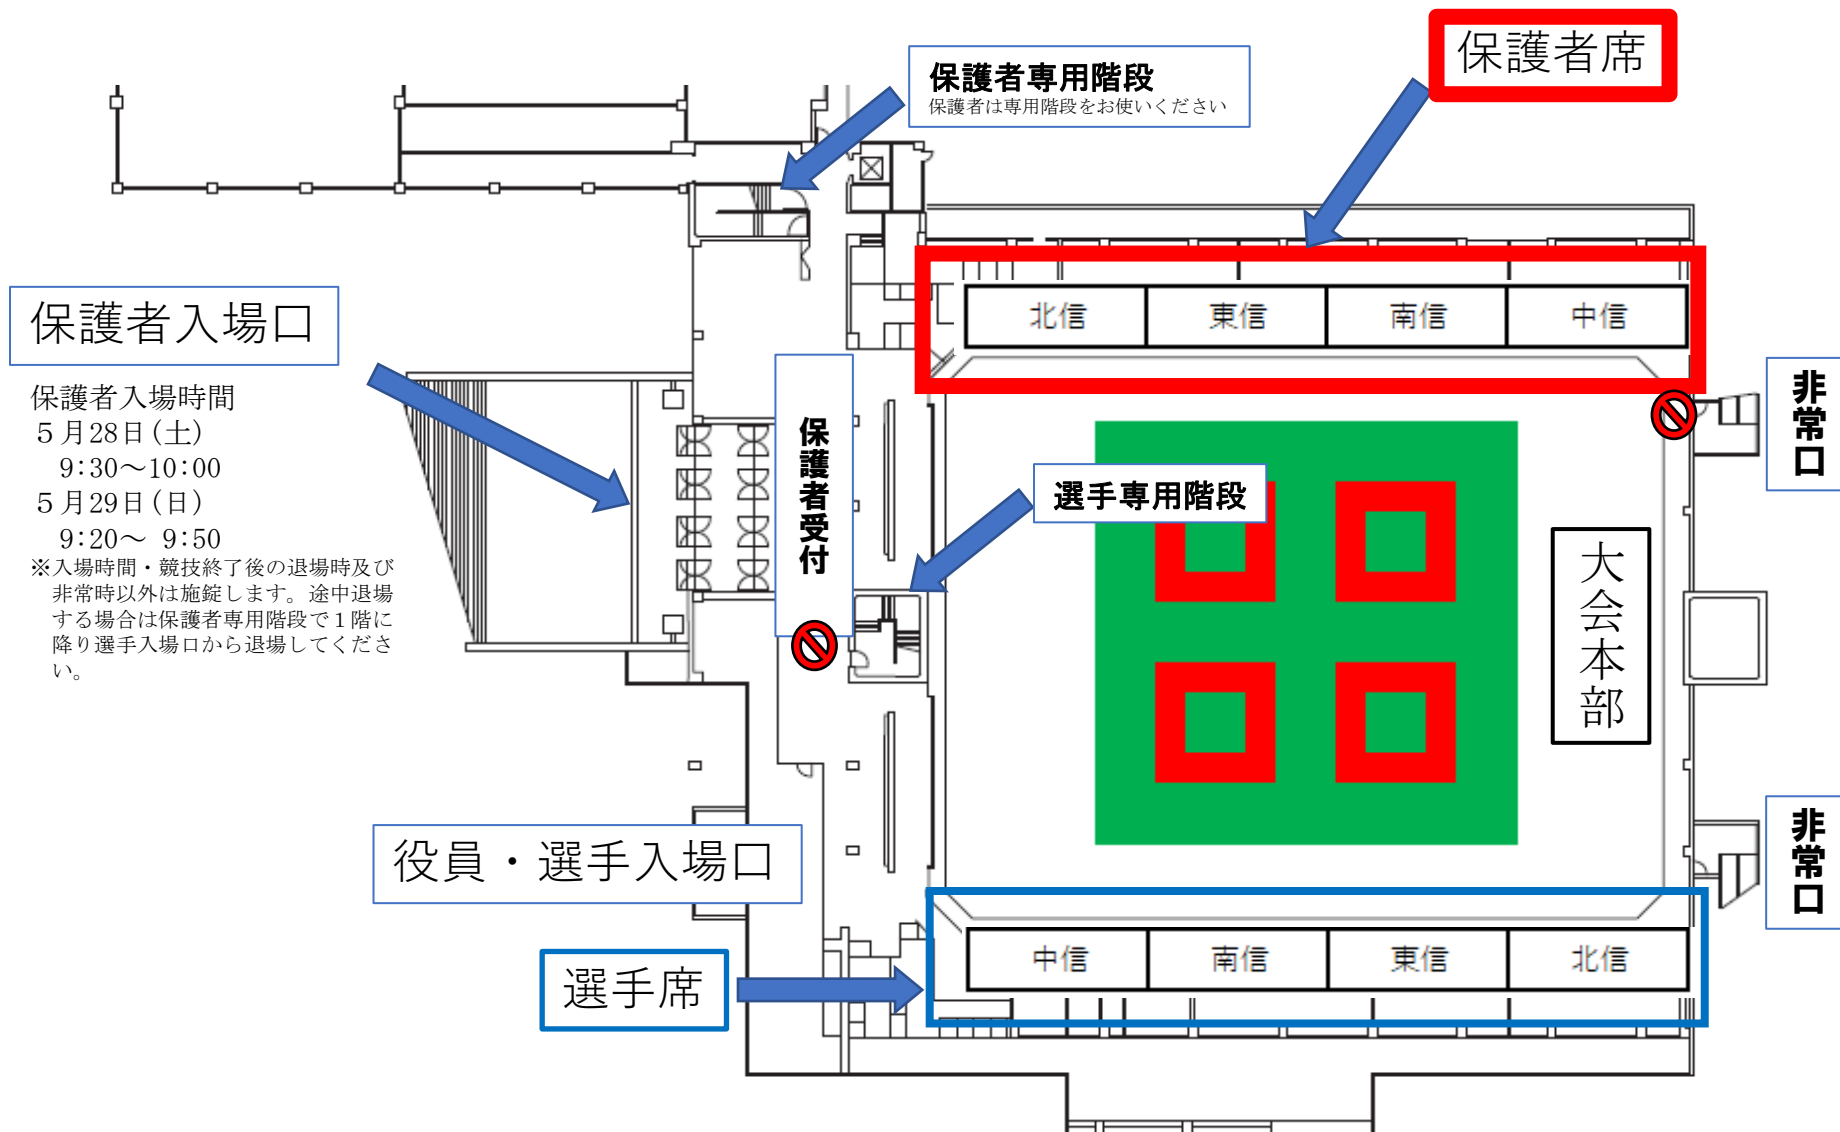 保護者席
保護者専用階段
保護者は専用階段をお使いください
北信
東信
南信
中信
保護者入場口
保護者入場時間
５月28日(土)
9:30～10:00
５月29日(日)
9:20～ 9:50
※入場時間・競技終了後の退場時及び
非常時以外は施錠します。途中退場
する場合は保護者専用階段で１階に
降り選手入場口から退場してくださ
い。
保護者受付
選手専用階段
非常口
大会本部
非常口
役員・選手入場口
選手席
中信
南信
東信
北信